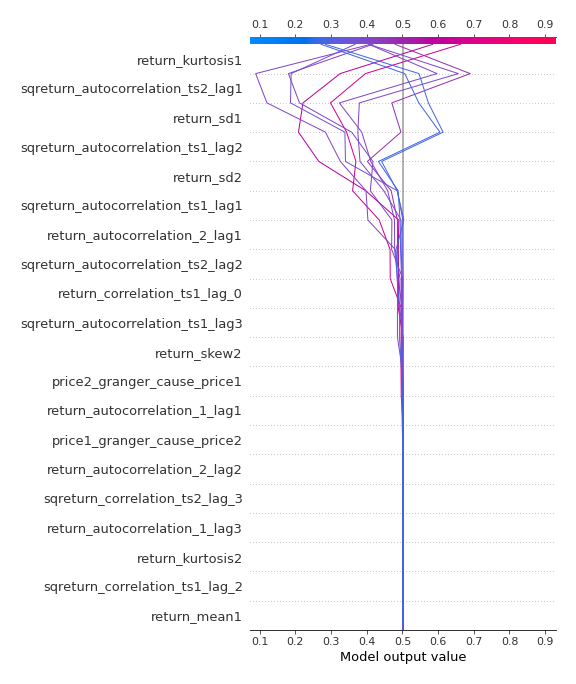 0.1 0.2 0.3 0.4 0.5 0.6 0.7 0.8 0.9
return_kurtosis1
sqreturn_autocorrelation_ts2_lag1
return_sd1
sqreturn_autocorrelation_ts1_lag2
return_sd2
sqreturn_autocorrelation_ts1_lag1
return_autocorrelation_2_lag1
sqreturn_autocorrelation_ts2_lag2
return_correlation_ts1_lag_0
sqreturn_autocorrelation_ts1_lag3
return_skew2
price2_granger_cause_price1
return_autocorrelation_1_lag1
price1_granger_cause_price2
return_autocorrelation_2_lag2
sqreturn_correlation_ts2_lag_3
return_autocorrelation_1_lag3
return_kurtosis2
sqreturn_correlation_ts1_lag_2
return_mean1
0.1 0.2 0.3 0.4 0.5 0.6 0.7 0.8 0.9
Model output value